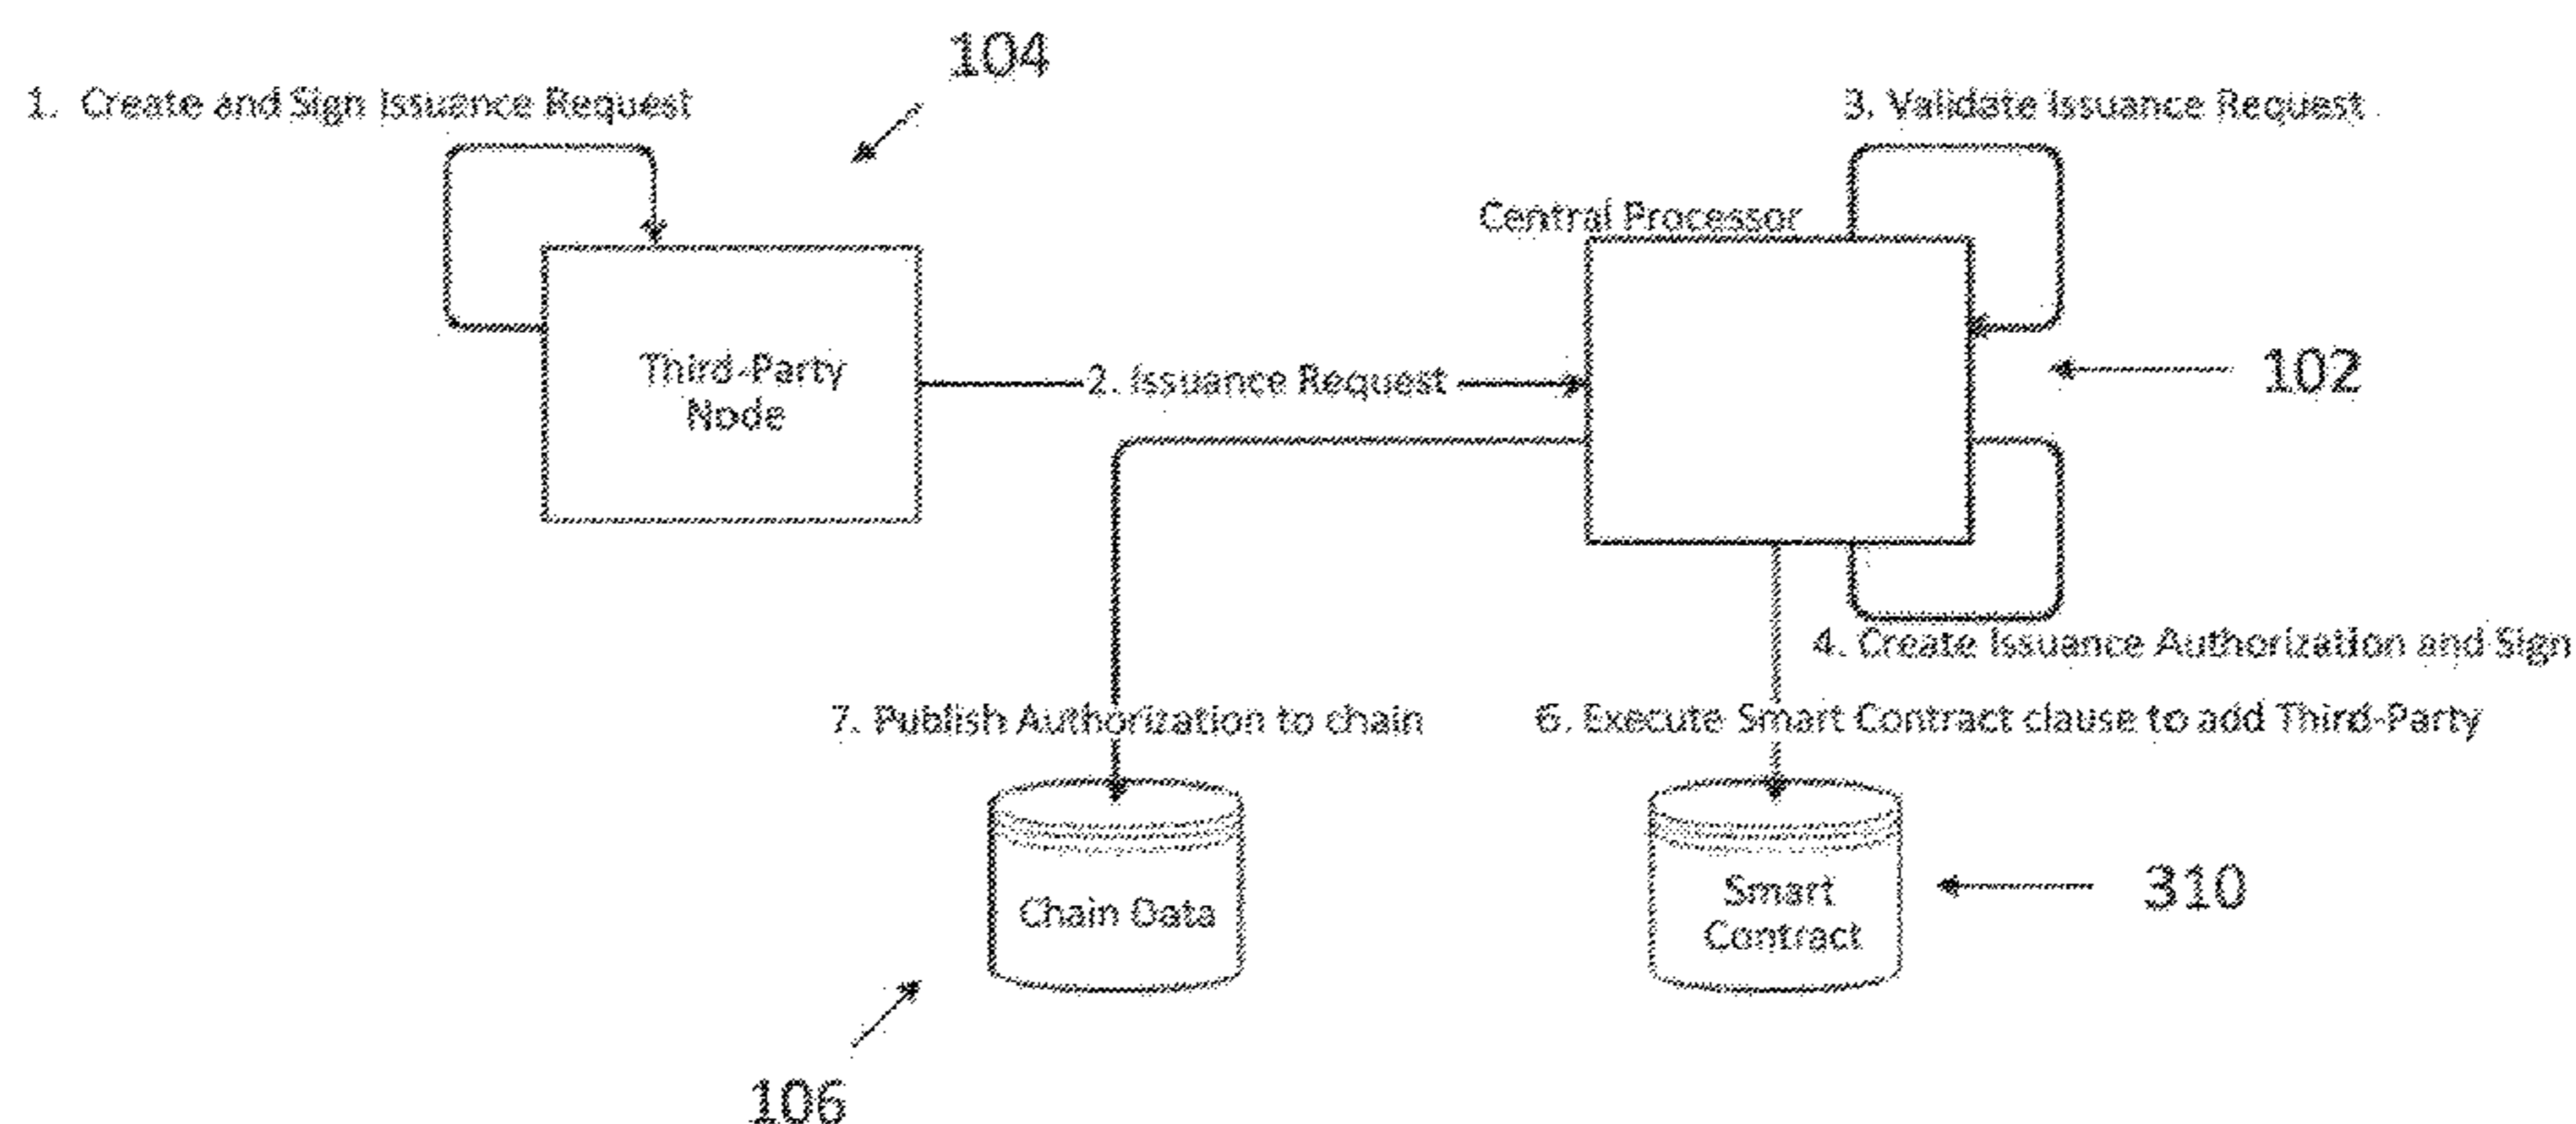 104
1. Create and Sign Issuance Request
3. Validate Issuance Request
Central Processor
Third-Party
Node
2. Issuance Request
102
4. Create Issuance Authorization and Sign
7. Publish Authorization to chain
6. Execute Smart Contract clause to add Third-Party
Chain Data
Smart
Contract
310
106